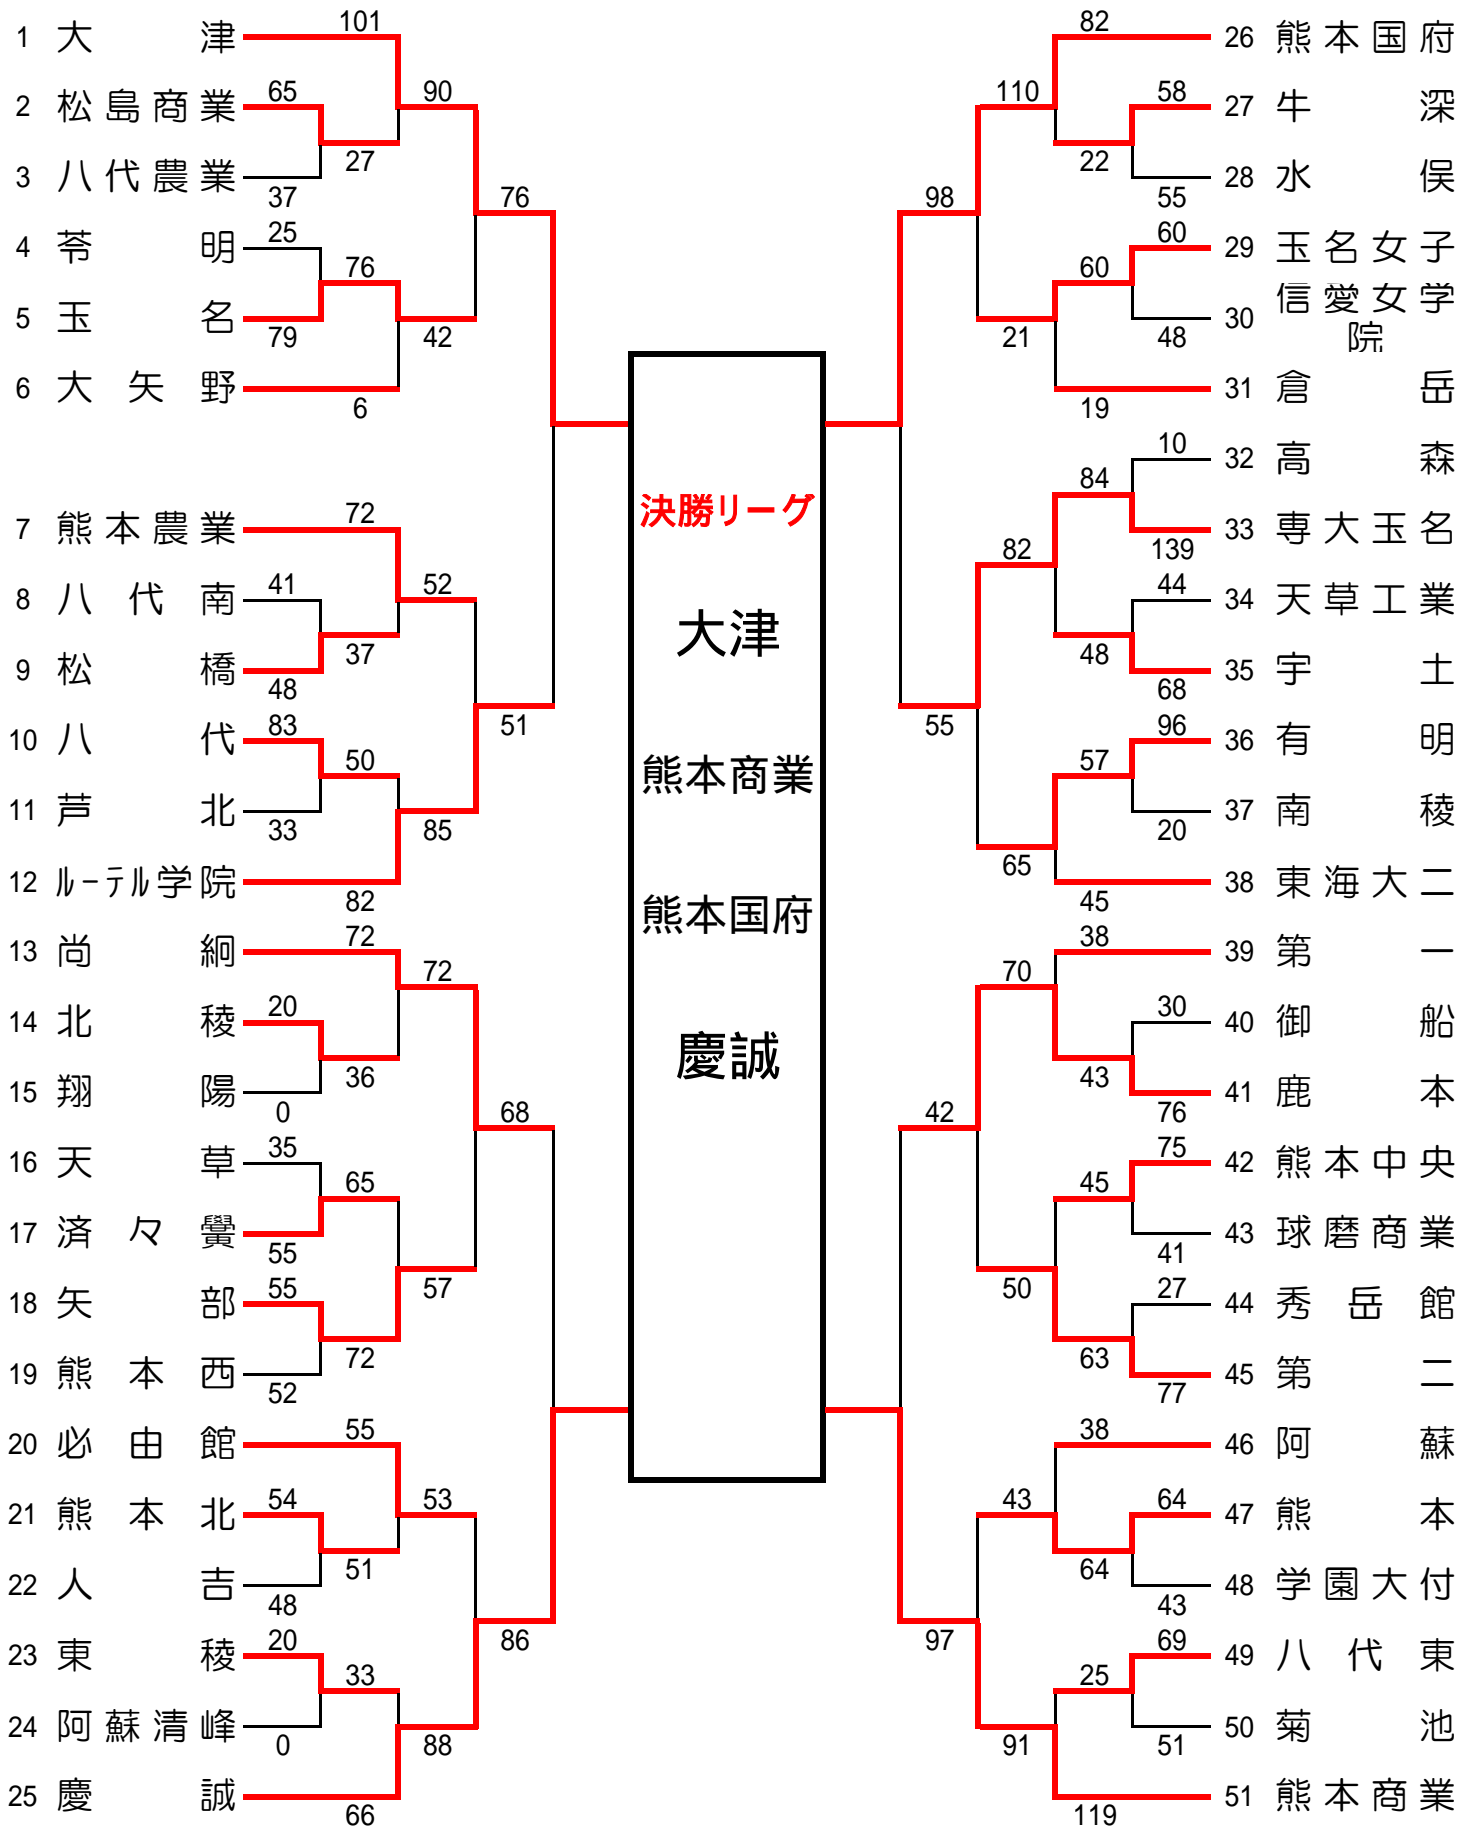 1 大津 101
2 松島商業 65
90
27
3 八代農業 37
76
4 苓明 25
76
5 玉名 79
42
6 大矢野 6
7 熊本農業 72
8 八代南 41
52
37
9 松橋 48
51
10 八代 83
50
11 芦北 33
85
12 ルーテル学院 82
13 尚絅 72
72
14 北稜 20
36
15 翔陽 0
68
16 天草 35
65
17 済々黌 55
57
18 矢部 55
72
19 熊本西 52
20 必由館 55
21 熊本北 54
53
51
22 人吉 48
86
23 東稜 20
33
24 阿蘇清峰 0
88
25 慶誠 66
決勝リーグ
大津
熊本商業
熊本国府
慶誠
82 26 熊本国府
110
58 27 牛深
22
55 28 水俣
98
60 29 玉名女子
60
48 30 信愛女学院
21
19 31 倉岳
10 32 高森
84
139 33 専大玉名
82
44 34 天草工業
48
68 35 宇土
55
96 36 有明
57
20 37 南稜
65
45 38 東海大二
38 39 第一
70
30 40 御船
43
76 41 鹿本
42
75 42 熊本中央
45
41 43 球磨商業
50
27 44 秀岳館
63
77 45 第二
38 46 阿蘇
43
64 47 熊本
64
43 48 学園大付
97
69 49 八代東
25
51 50 菊池
91
119 51 熊本商業